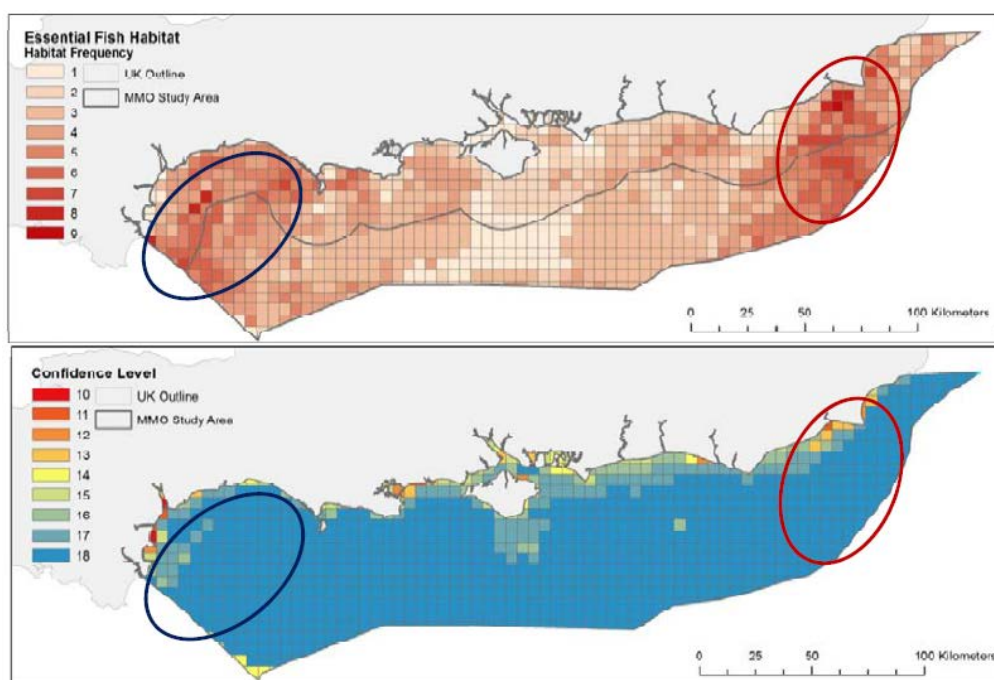 Essential Fish Habitat
Habitat Frequency
1 UK Outline
2 MMO Study Area
3
4
5
6
7
8
9
0 25 50 100 Kilometers
Confidence Level
10 UK Outline
11 MMO Study Area
12
13
14
15
16
17
18
0 25 50 100 Kilometers